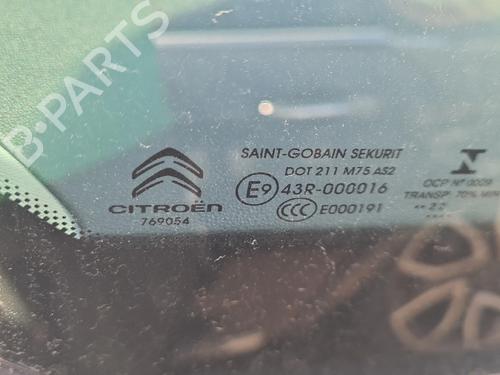 B-PARTS
SAINT-GOBAIN SEKURIT
DOT 211 M75 AS2
E9 43R-000016
CCC E000191
CITROËN
769054
OCP Nº 0009
TRANSP. 70%